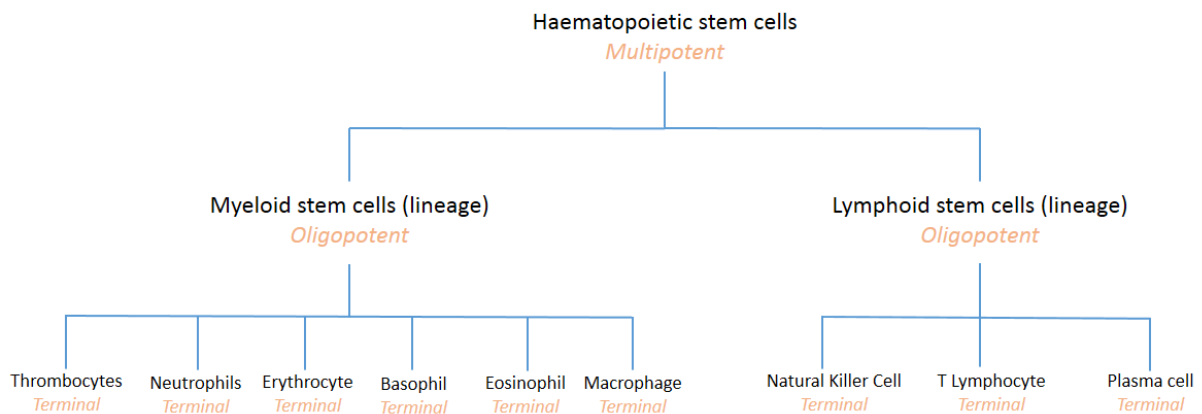 Haematopoietic stem cells
Multipotent
Myeloid stem cells (lineage)
Oligopotent
Lymphoid stem cells (lineage)
Oligopotent
Thrombocytes
Terminal
Neutrophils
Terminal
Erythrocyte
Terminal
Basophil
Terminal
Eosinophil
Terminal
Macrophage
Terminal
Natural Killer Cell
Terminal
T Lymphocyte
Terminal
Plasma cell
Terminal